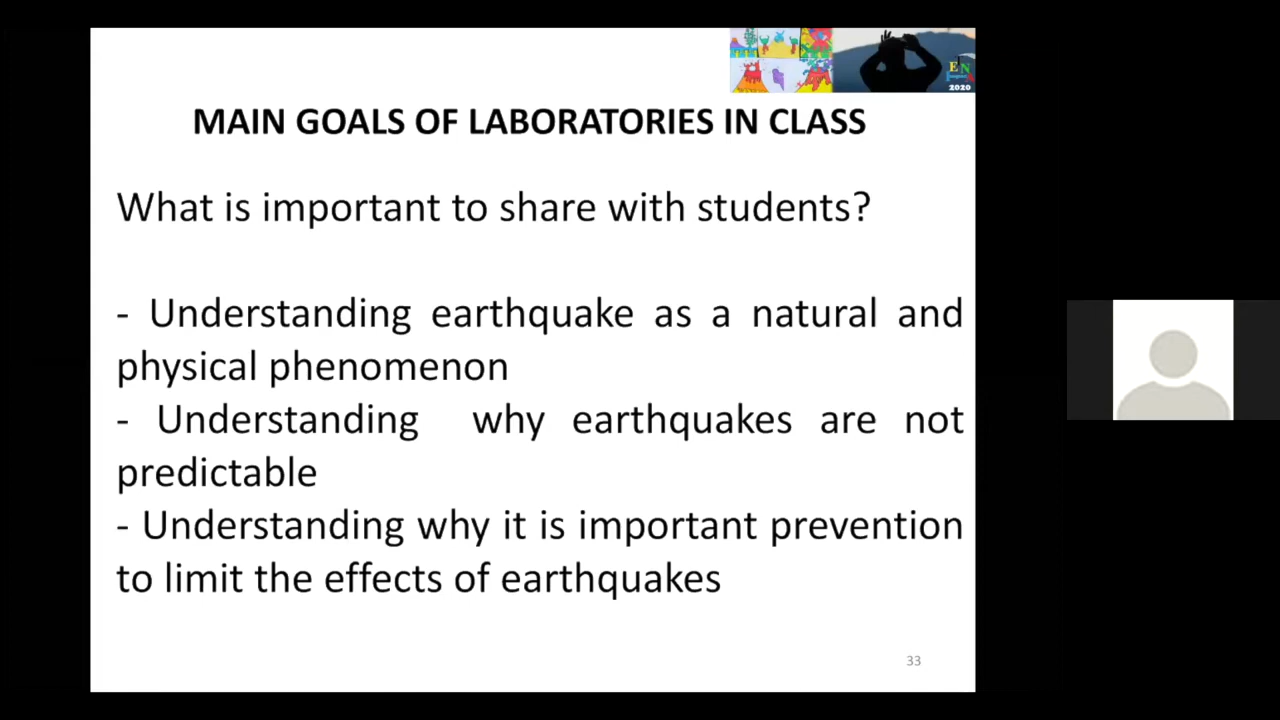 MAIN GOALS OF LABORATORIES IN CLASS
What is important to share with students?
- Understanding earthquake as a natural and
physical phenomenon
- Understanding why earthquakes are not
predictable
- Understanding why it is important prevention
to limit the effects of earthquakes
33
2020